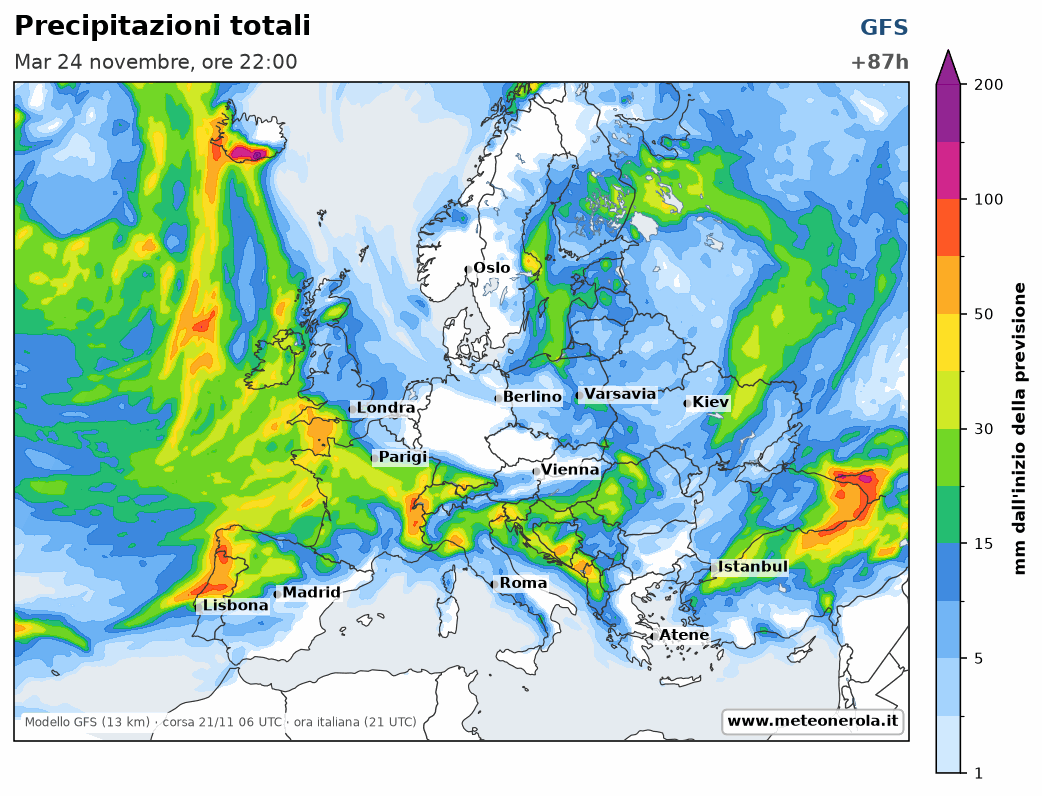 Precipitazioni totali
GFS
Mar 24 novembre, ore 22:00
+87h
200
100
50
30
15
5
1
mm dall'inizio della previsione
Oslo
Berlino
Varsavia
Kiev
Londra
Parigi
Vienna
Istanbul
Roma
Madrid
Lisbona
Atene
Modello GFS (13 km) · corsa 21/11 06 UTC · ora italiana (21 UTC)
www.meteonerola.it